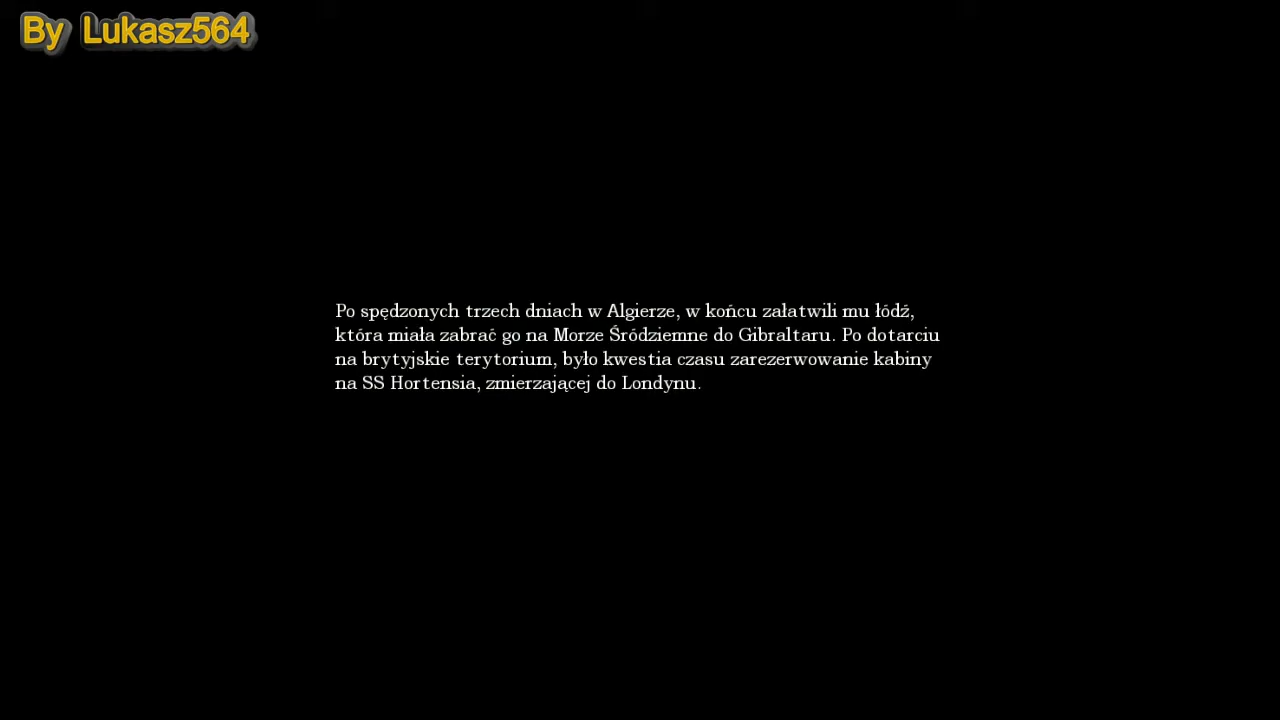 By Lukasz564
Po spędzonych trzech dniach w Algierze, w końcu załatwili mu łódź,
która miała zabrać go na Morze Śródziemne do Gibraltaru. Po dotarciu
na brytyjskie terytorium, było kwestia czasu zarezerwowanie kabiny
na SS Hortensia, zmierzającej do Londynu.